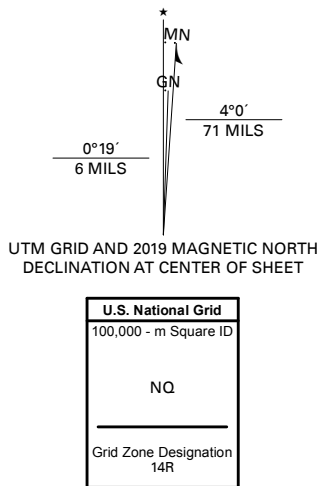 MN
GN
4°0´
71 MILS
0°19´
6 MILS
UTM GRID AND 2019 MAGNETIC NORTH
DECLINATION AT CENTER OF SHEET
U.S. National Grid
100,000 - m Square ID
NQ
Grid Zone Designation
14R